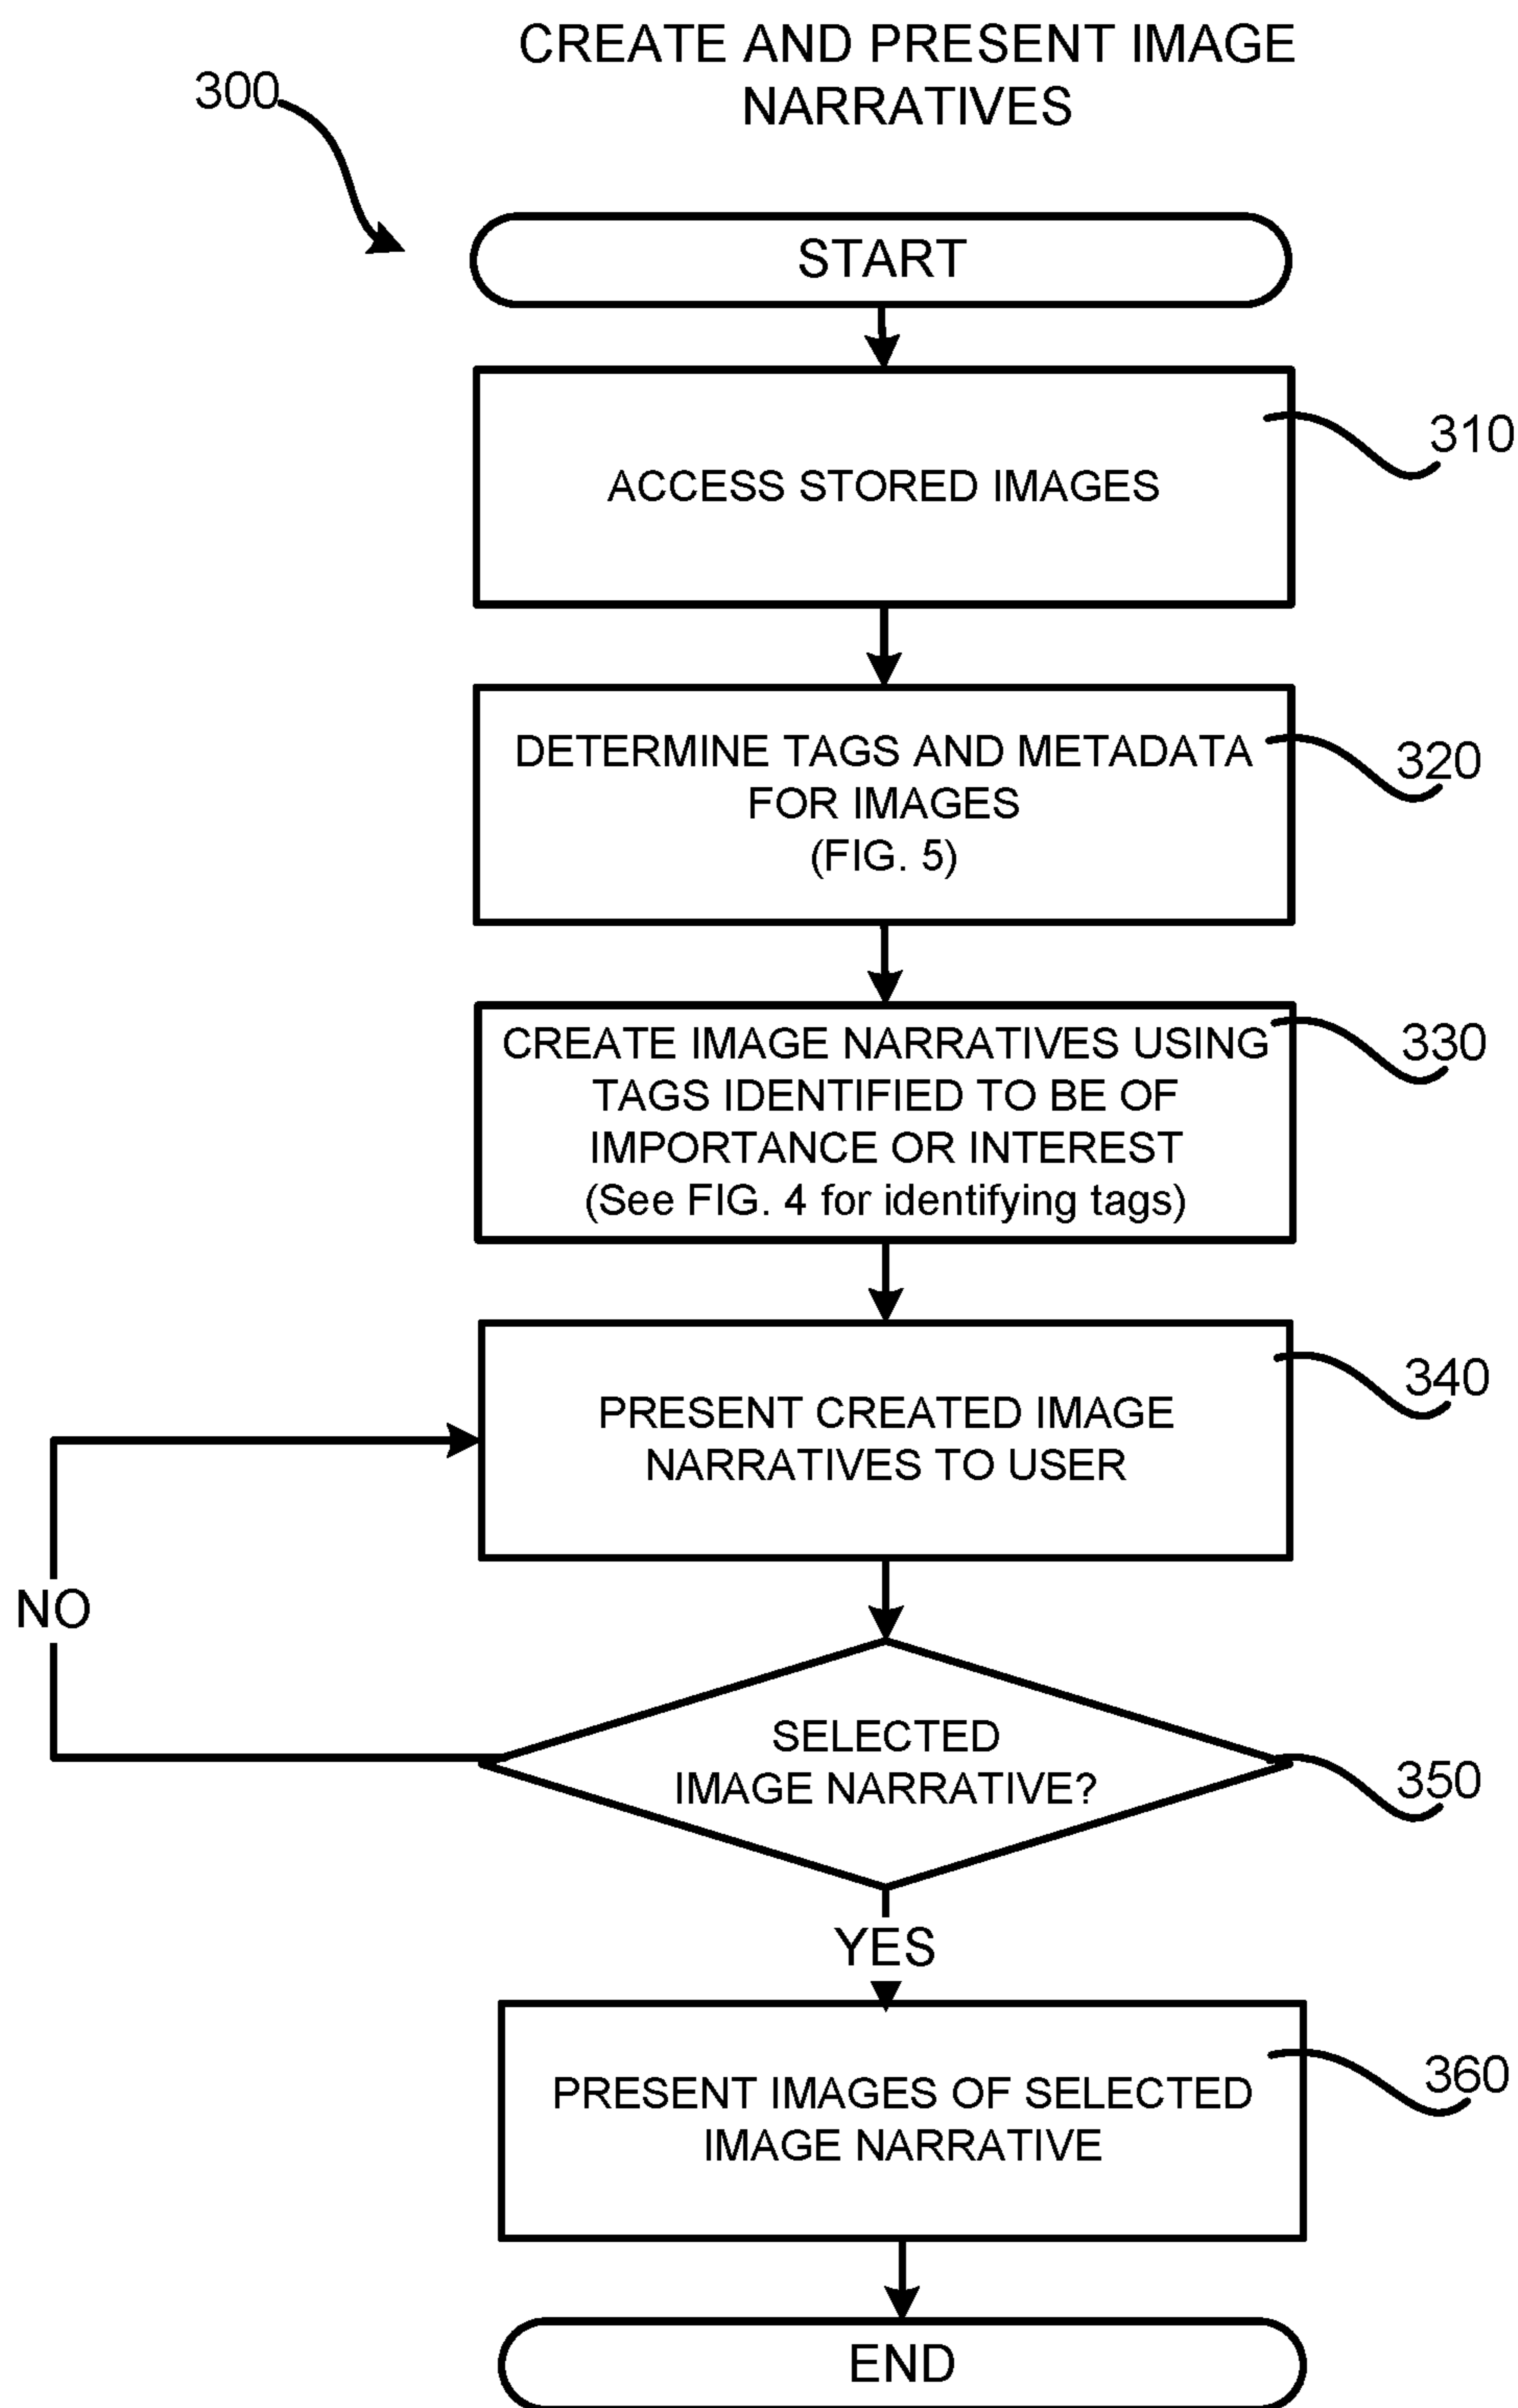 CREATE AND PRESENT IMAGE
NARRATIVES
300
START
ACCESS STORED IMAGES
310
DETERMINE TAGS AND METADATA
FOR IMAGES
(FIG. 5)
320
CREATE IMAGE NARRATIVES USING
TAGS IDENTIFIED TO BE OF
IMPORTANCE OR INTEREST
(See FIG. 4 for identifying tags)
330
PRESENT CREATED IMAGE
NARRATIVES TO USER
340
NO
SELECTED
IMAGE NARRATIVE?
350
YES
PRESENT IMAGES OF SELECTED
IMAGE NARRATIVE
360
END